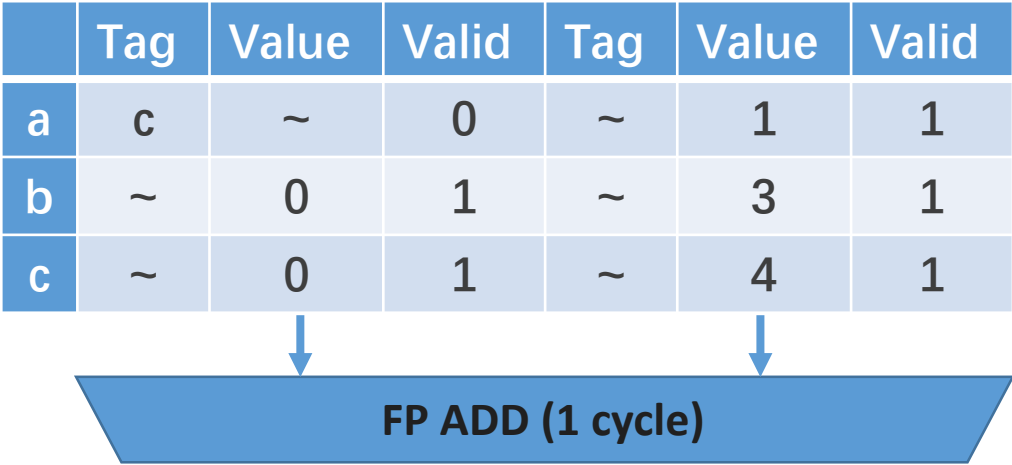 Tag Value Valid Tag Value Valid
a c ~ 0 ~ 1 1
b ~ 0 1 ~ 3 1
c ~ 0 1 ~ 4 1
FP ADD (1 cycle)